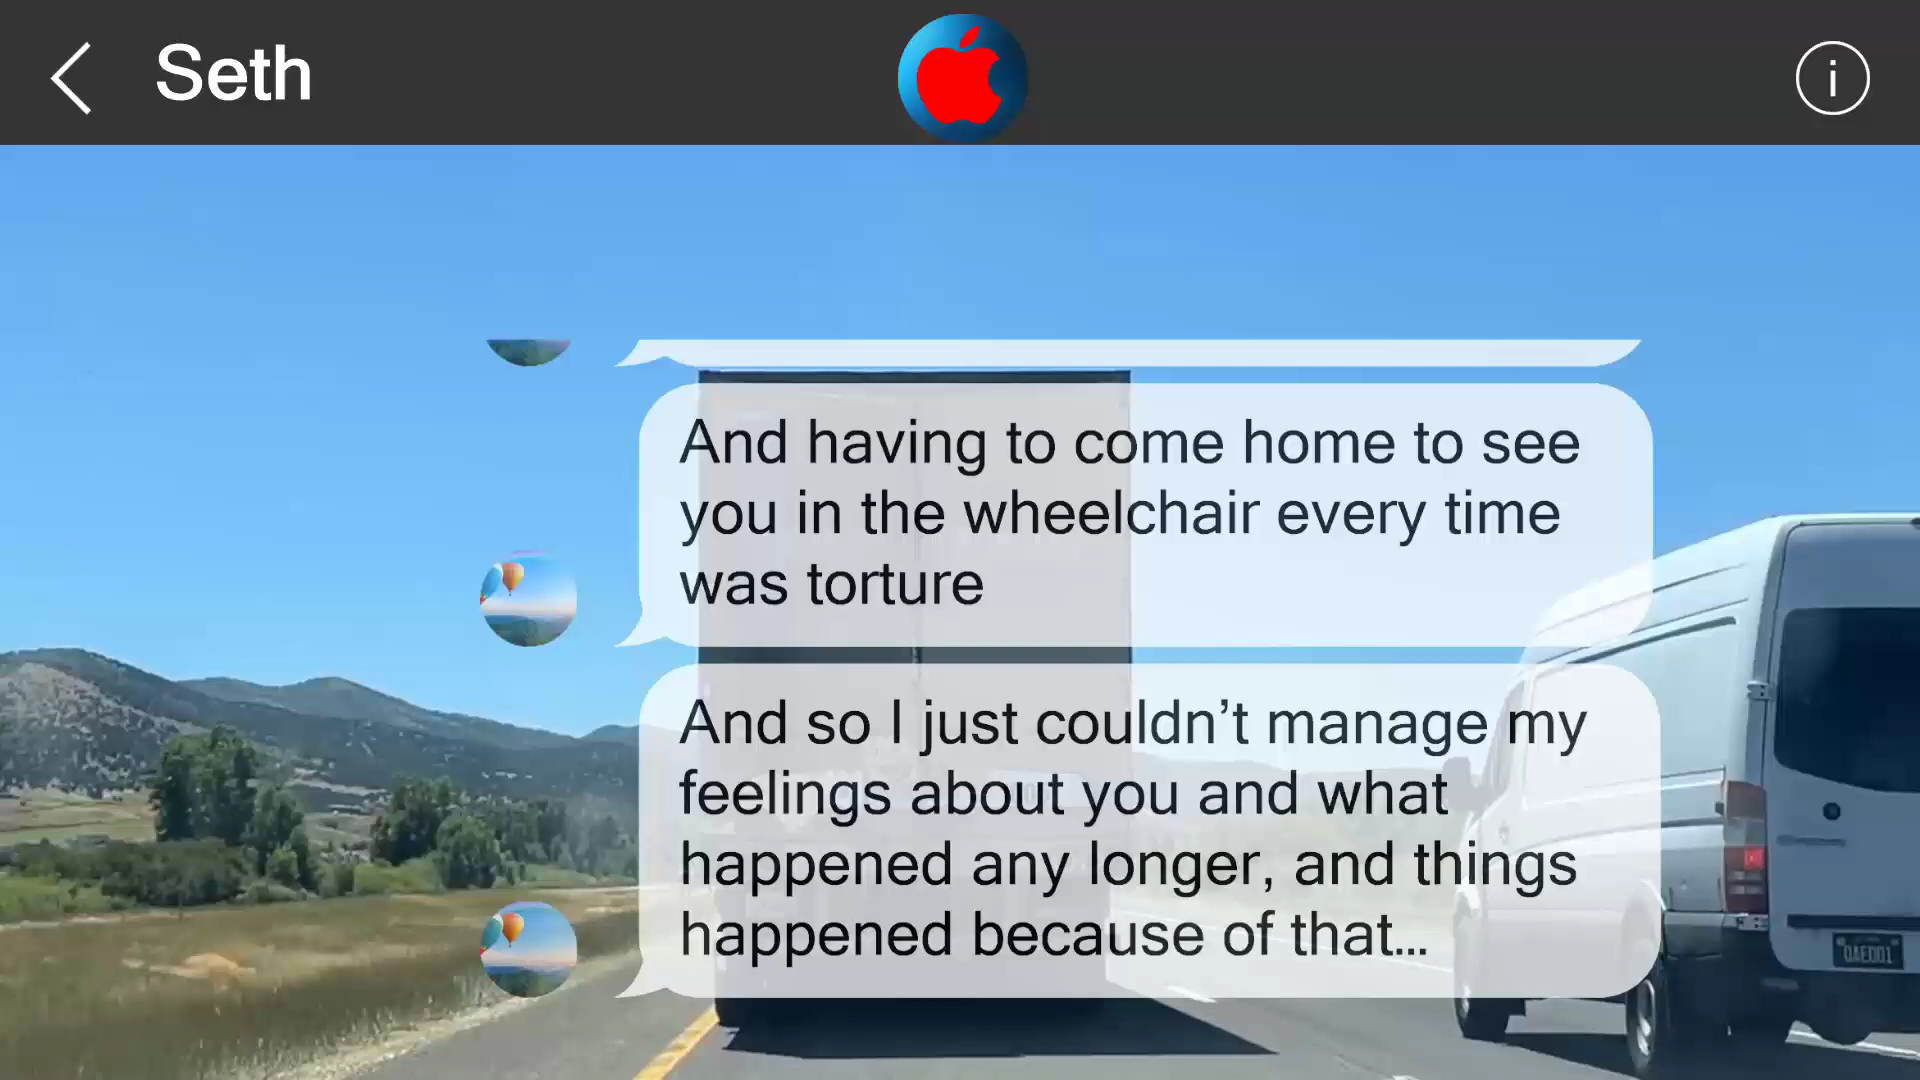 Seth
i
And having to come home to see
you in the wheelchair every time
was torture
And so I just couldn’t manage my
feelings about you and what
happened any longer, and things
happened because of that...